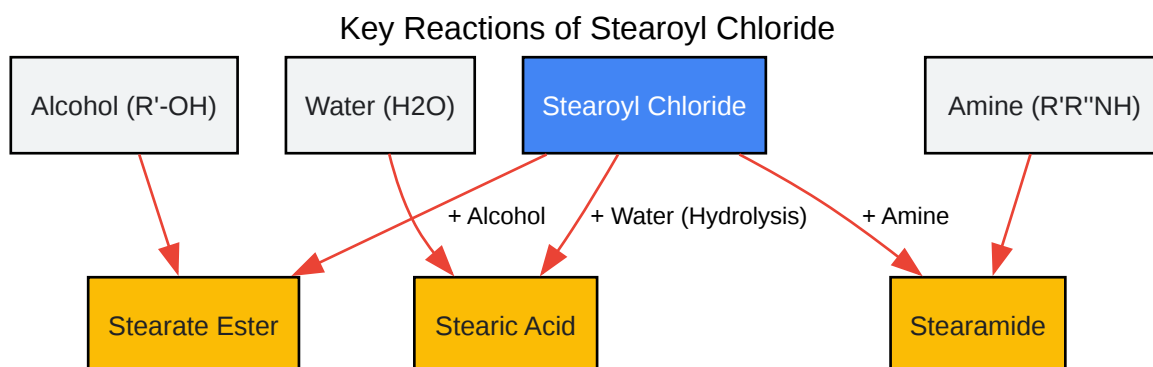 Key Reactions of Stearoyl Chloride
Alcohol (R'-OH)
Water (H2O)
Stearoyl Chloride
Amine (R'R''NH)
+ Alcohol
+ Water (Hydrolysis)
+ Amine
Stearate Ester
Stearic Acid
Stearamide